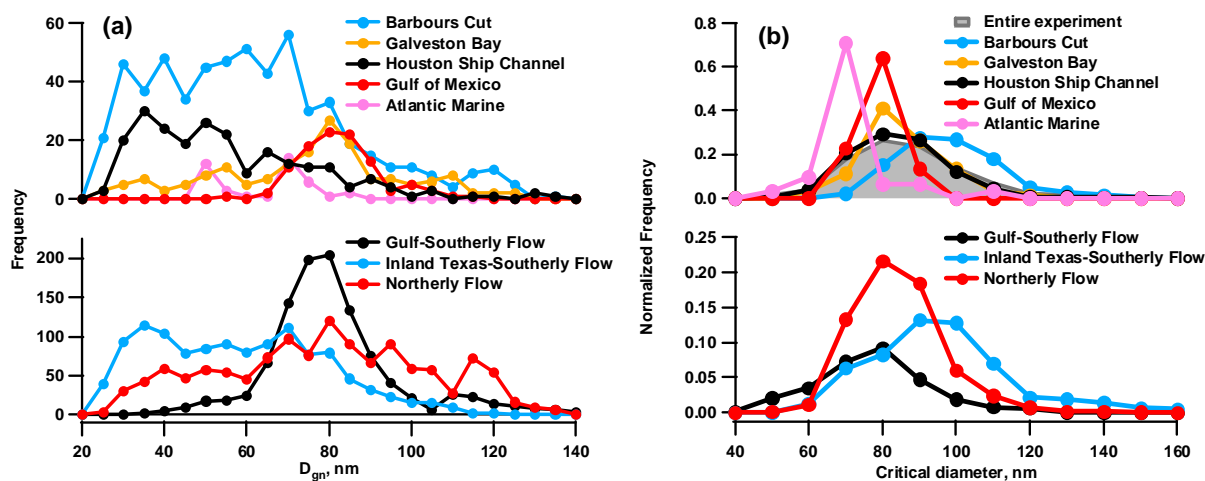 (a)
Barbours Cut
Galveston Bay
Houston Ship Channel
Gulf of Mexico
Atlantic Marine
60
40
20
0
Frequency
Gulf-Southerly Flow
Inland Texas-Southerly Flow
Northerly Flow
200
150
100
50
0
20
40
60
80
100
120
140
Dgn, nm
(b)
Entire experiment
Barbours Cut
Galveston Bay
Houston Ship Channel
Gulf of Mexico
Atlantic Marine
0.8
0.6
0.4
0.2
0.0
Normalized Frequency
Gulf-Southerly Flow
Inland Texas-Southerly Flow
Northerly Flow
0.25
0.20
0.15
0.10
0.05
0.00
40
60
80
100
120
140
160
Critical diameter, nm